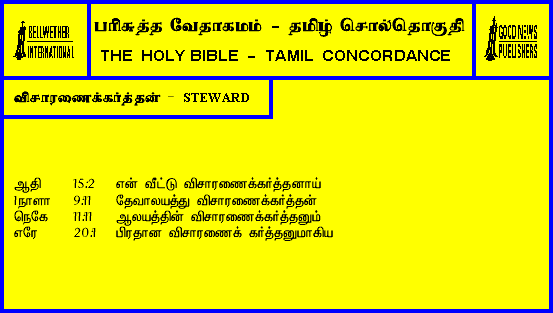 BELLWETHER
INTERNATIONAL
பரிசுத்த வேதாகமம் - தமிழ் சொல்தொகுதி
THE HOLY BIBLE - TAMIL CONCORDANCE
GOOD NEWS
PUBLISHERS
விசாரணைக்கர்த்தன் - STEWARD
ஆதி 15:2 என் வீட்டு விசாரணைக்கர்த்தனாய்
1நாளா 9:11 தேவாலயத்து விசாரணைக்கர்த்தன்
நெகே 11:11 ஆலயத்தின் விசாரணைக்கர்த்தனும்
எரே 20:1 பிரதான விசாரணைக் கர்த்தனுமாகிய